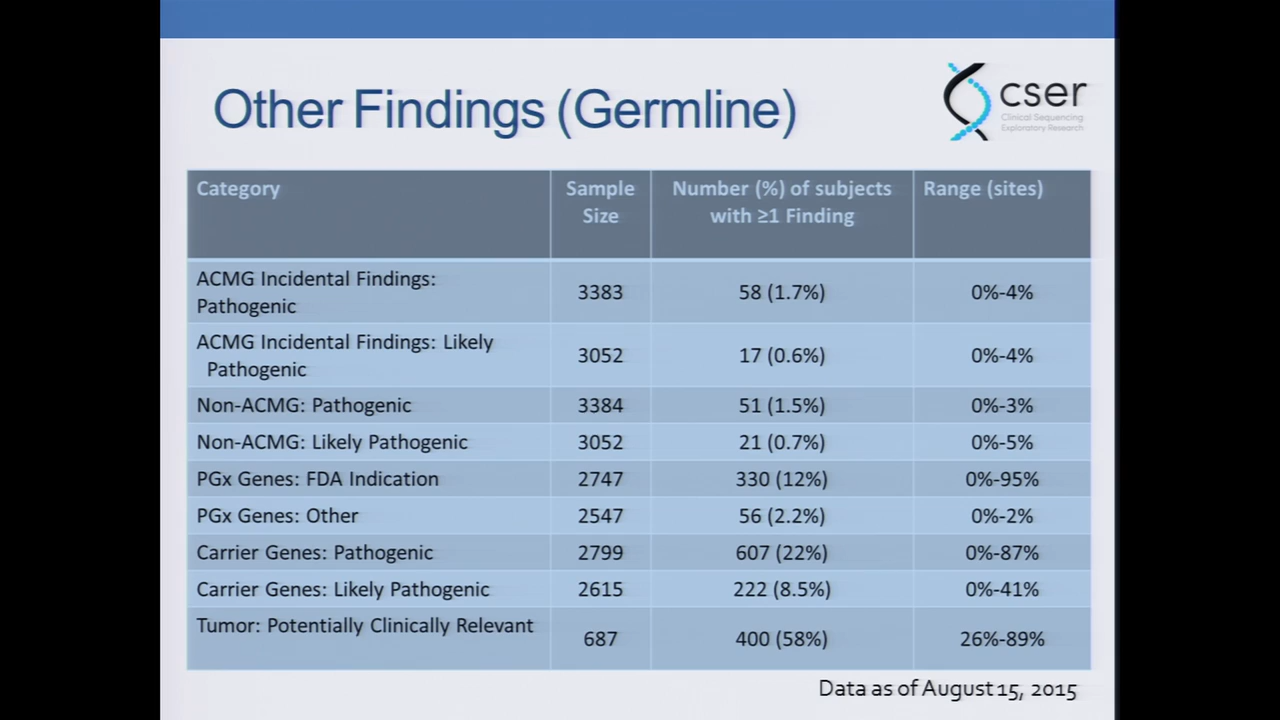 Other Findings (Germline)
cser
Clinical Sequencing
Exploratory Research
Category
Sample
Size
Number (%) of subjects
with ≥1 Finding
Range (sites)
ACMG Incidental Findings:
Pathogenic
3383
58 (1.7%)
0%-4%
ACMG Incidental Findings: Likely
Pathogenic
3052
17 (0.6%)
0%-4%
Non-ACMG: Pathogenic
3384
51 (1.5%)
0%-3%
Non-ACMG: Likely Pathogenic
3052
21 (0.7%)
0%-5%
PGx Genes: FDA Indication
2747
330 (12%)
0%-95%
PGx Genes: Other
2547
56 (2.2%)
0%-2%
Carrier Genes: Pathogenic
2799
607 (22%)
0%-87%
Carrier Genes: Likely Pathogenic
2615
222 (8.5%)
0%-41%
Tumor: Potentially Clinically Relevant
687
400 (58%)
26%-89%
Data as of August 15, 2015